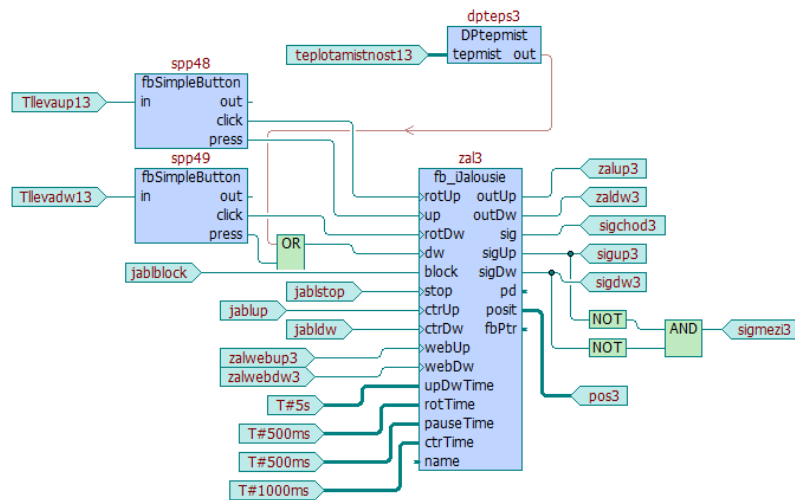 dpteps3
DPtepmist
teplotamistnost13
tepmist out
spp48
fbSimpleButton
Tllevaup13
in out
click
press
spp49
fbSimpleButton
Tllevadw13
in out
click
press
OR
zal3
fb_iJalousie
rotUp outUp
zalup3
up outDw
zaldw3
rotDw sig
sigchod3
dw sigUp
sigup3
jablblock
block sigDw
sigdw3
jablstop
stop pd
jablup
ctrUp posit
NOT
AND
sigmezi3
jabldw
ctrDw fbPtr
NOT
zalwebup3
webUp
zalwebdw3
webDw
T#5s
upDwTime
pos3
T#500ms
rotTime
T#500ms
pauseTime
T#1000ms
ctrTime
name